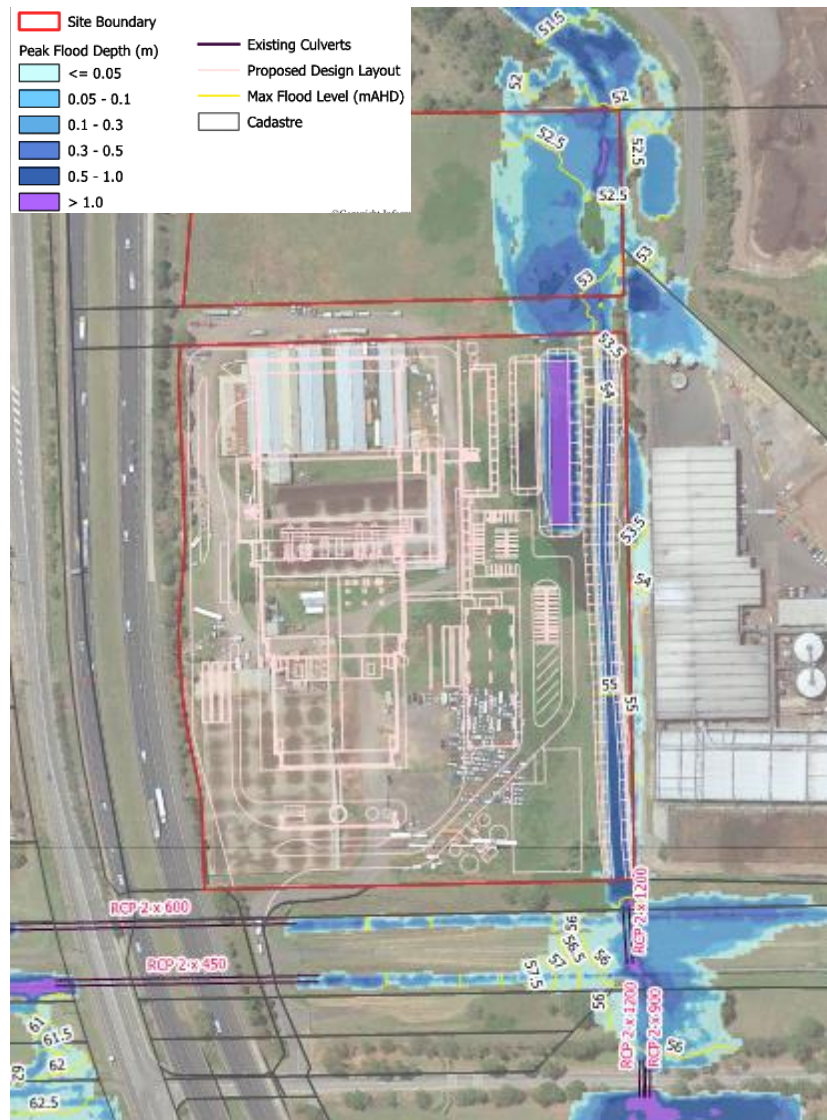 Site Boundary
Peak Flood Depth (m)
<= 0.05
0.05 - 0.1
0.1 - 0.3
0.3 - 0.5
0.5 - 1.0
> 1.0
Existing Culverts
Proposed Design Layout
Max Flood Level (mAHD)
Cadastre
51.5
52
52
52.5
52.5
52.5
53
53
53.5
54
53.5
54
55
55
RCP 2 x 600
RCP 2 x 1200
56
56.5
56
57
57.5
RCP 2 x 450
56
RCP 2 x 1200
RCP 2 x 900
56
61
61.5
62
62
62.5